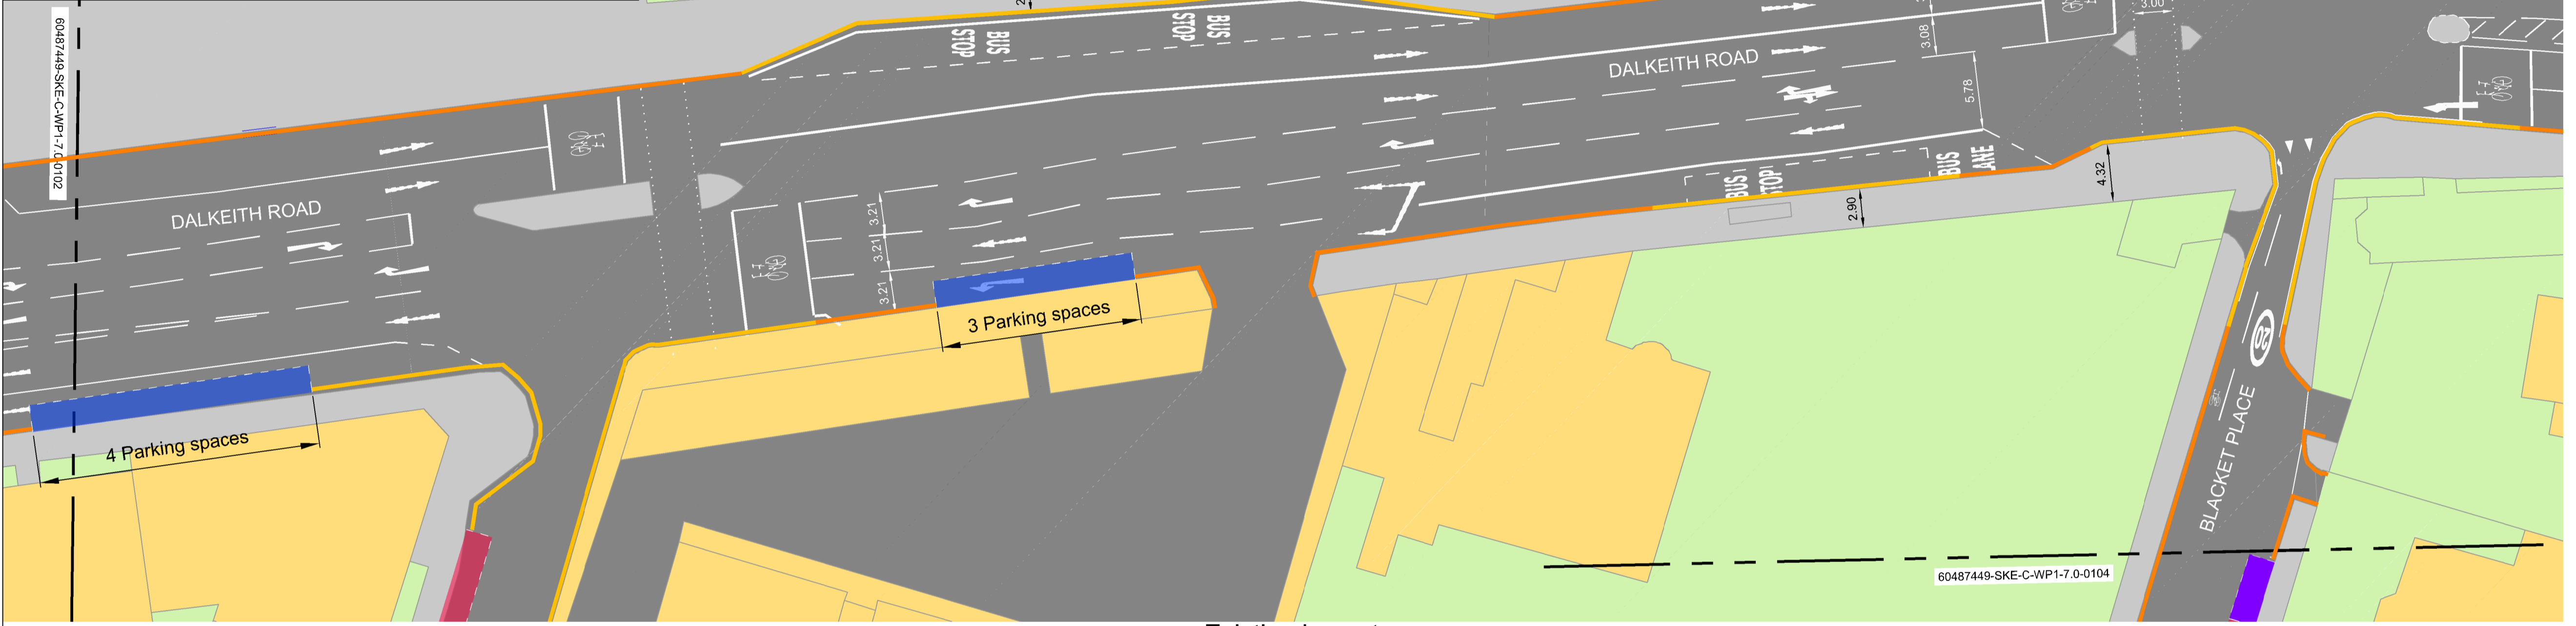 60487449-SKE-C-WP1-7.0-0102
DALKEITH ROAD
4 Parking spaces
BUS
STOP
BUS
STOP
3.21
3.21
3.21
3 Parking spaces
DALKEITH ROAD
3.08
3.00
5.78
BUS
STOP
BUS
LANE
2.90
4.32
20
BLACKET PLACE
60487449-SKE-C-WP1-7.0-0104